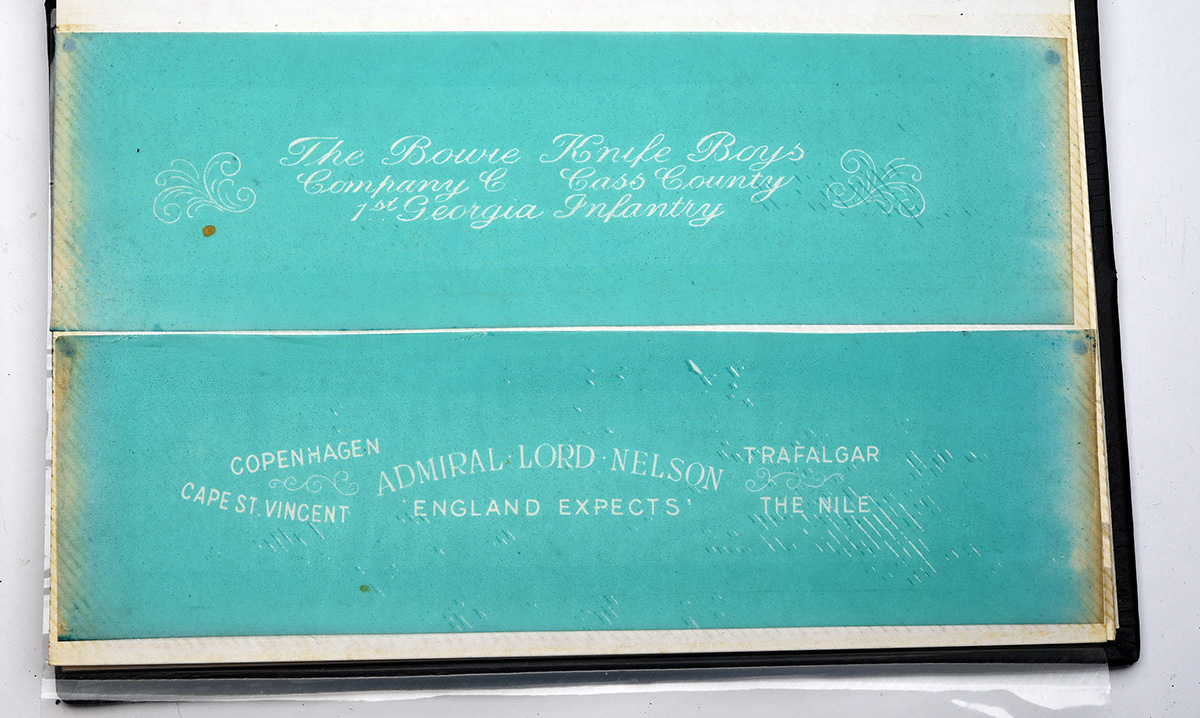 The Bowie Knife Boys
Company C Cass County
1st Georgia Infantry
COPENHAGEN
CAPE ST. VINCENT
ADMIRAL · LORD · NELSON
'ENGLAND EXPECTS'
TRAFALGAR
THE NILE